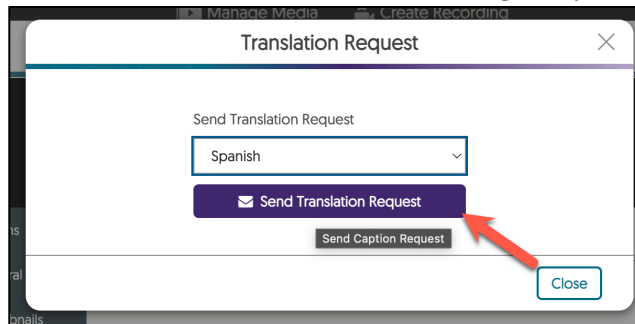 Manage Media Create Recording
Translation Request
Send Translation Request
Spanish
Send Translation Request
Send Caption Request
Close